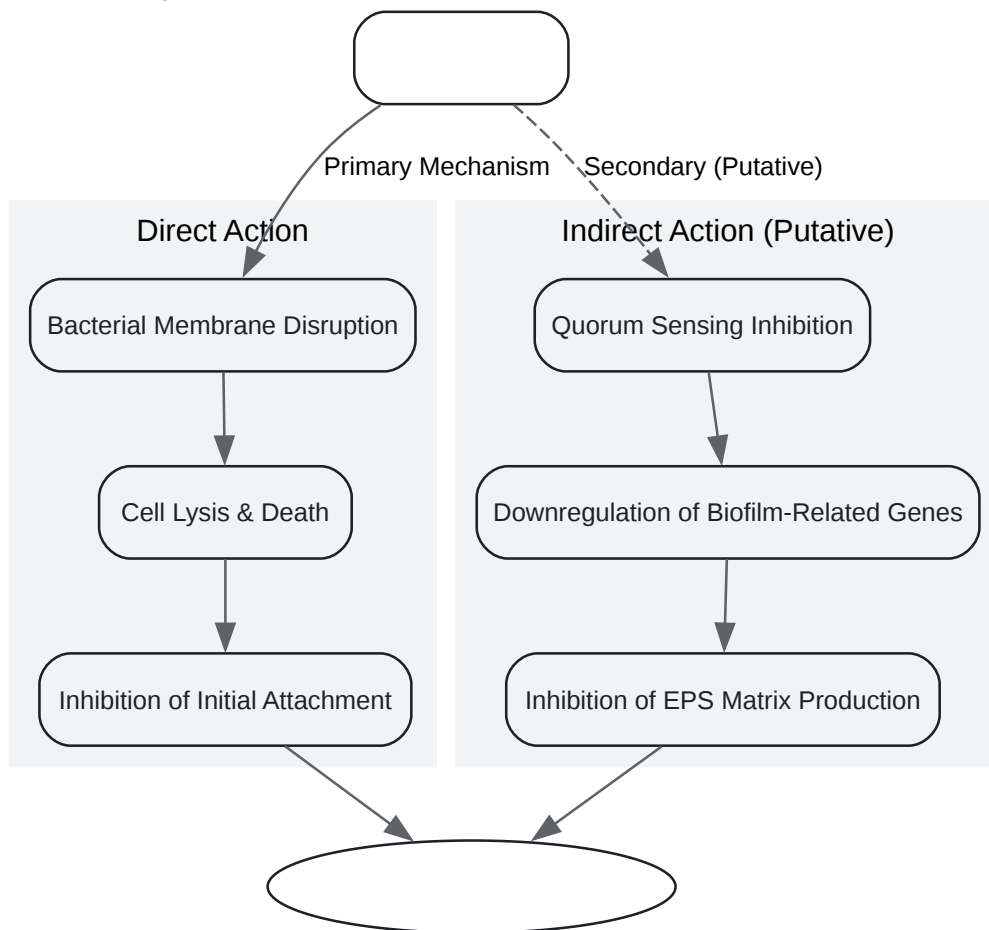 Primary Mechanism
Secondary (Putative)
Direct Action
Indirect Action (Putative)
Bacterial Membrane Disruption
Quorum Sensing Inhibition
Cell Lysis & Death
Downregulation of Biofilm-Related Genes
Inhibition of Initial Attachment
Inhibition of EPS Matrix Production